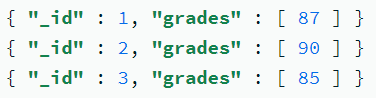 { "_id" : 1, "grades" : [ 87 ] }
{ "_id" : 2, "grades" : [ 90 ] }
{ "_id" : 3, "grades" : [ 85 ] }